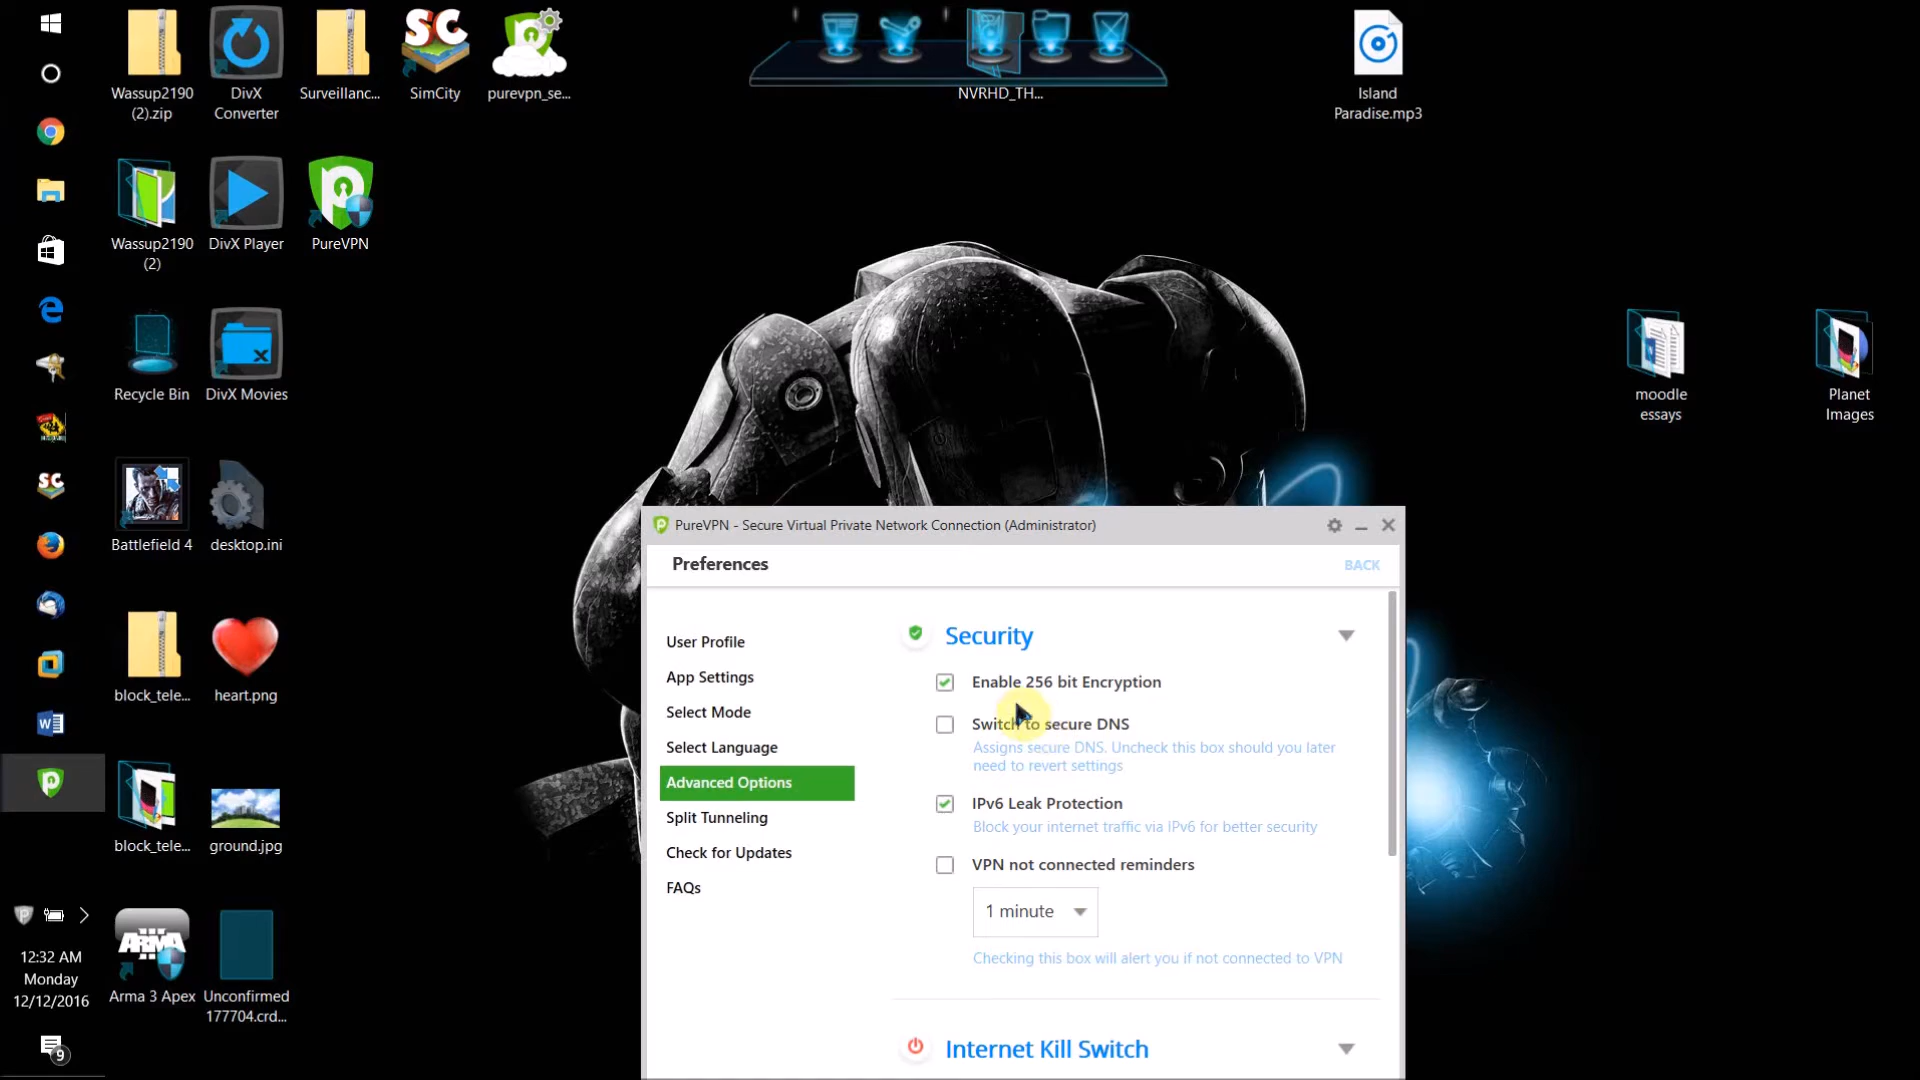 Wassup2190
(2).zip
DivX
Converter
Surveillanc...
SimCity
purevpn_se...
NVRHD_TH...
Island
Paradise.mp3
Wassup2190
(2)
DivX Player
PureVPN
Recycle Bin
DivX Movies
moodle
essays
Planet
Images
Battlefield 4
desktop.ini
block_tele...
heart.png
block_tele...
ground.jpg
Arma 3 Apex
Unconfirmed
177704.crd...
12:32 AM
Monday
12/12/2016
9
PureVPN - Secure Virtual Private Network Connection (Administrator)
Preferences
BACK
User Profile
App Settings
Select Mode
Select Language
Advanced Options
Split Tunneling
Check for Updates
FAQs
Security
Enable 256 bit Encryption
Switch to secure DNS
Assigns secure DNS. Uncheck this box should you later
need to revert settings
IPv6 Leak Protection
Block your internet traffic via IPv6 for better security
VPN not connected reminders
1 minute
Checking this box will alert you if not connected to VPN
Internet Kill Switch